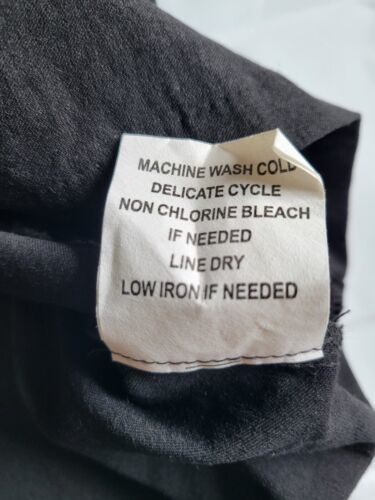 MACHINE WASH COLD
DELICATE CYCLE
NON CHLORINE BLEACH
IF NEEDED
LINE DRY
LOW IRON IF NEEDED